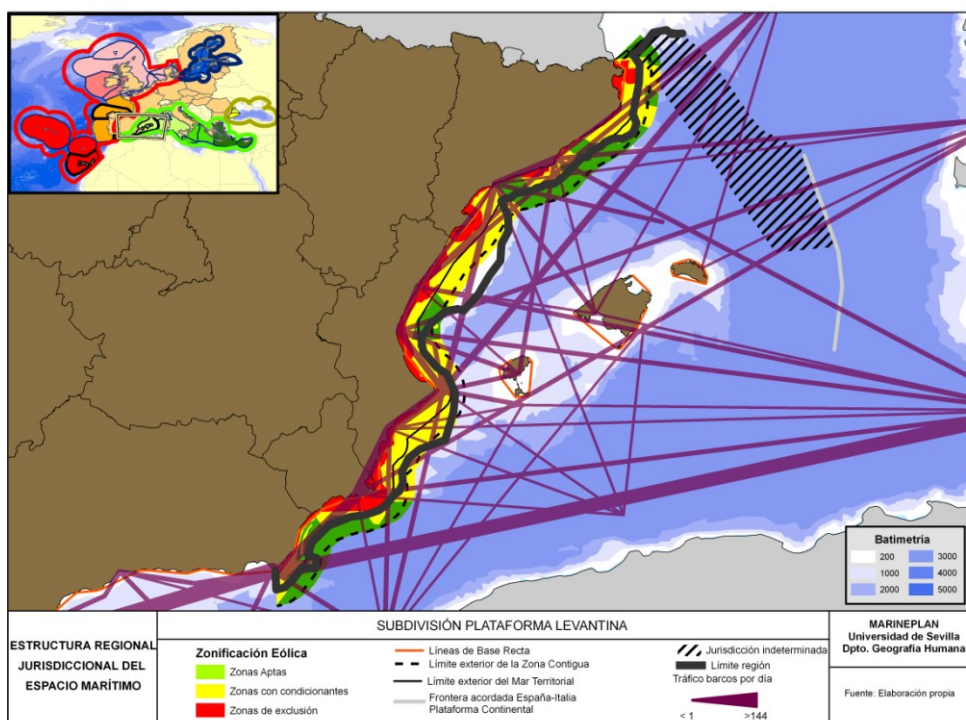 Batimetría
200
3000
1000
4000
2000
5000
ESTRUCTURA REGIONAL
JURISDICCIONAL DEL
ESPACIO MARÍTIMO
SUBDIVISIÓN PLATAFORMA LEVANTINA
Zonificación Eólica
Zonas Aptas
Zonas con condicionantes
Zonas de exclusión
Líneas de Base Recta
Límite exterior de la Zona Contigua
Límite exterior del Mar Territorial
Frontera acordada España-Italia
Plataforma Continental
Jurisdicción indeterminada
Límite región
Tráfico barcos por día
< 1
>144
MARINEPLAN
Universidad de Sevilla
Dpto. Geografia Humana
Fuente: Elaboración propia